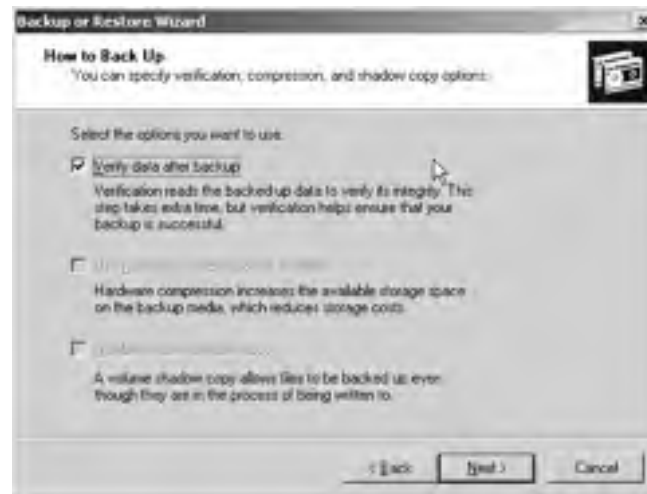 Backup or Restore Wizard
How to Back Up
You can specify verification, compression, and shadow copy options.
Select the options you want to use.
Verify data after backup
Verification reads the backed up data to verify its integrity. This
step takes extra time, but verification helps ensure that your
backup is successful.
Hardware compression increases the available storage space
on the backup media, which reduces storage costs.
A volume shadow copy allows files to be backed up even
though they are in the process of being written to.
< Back
Next >
Cancel